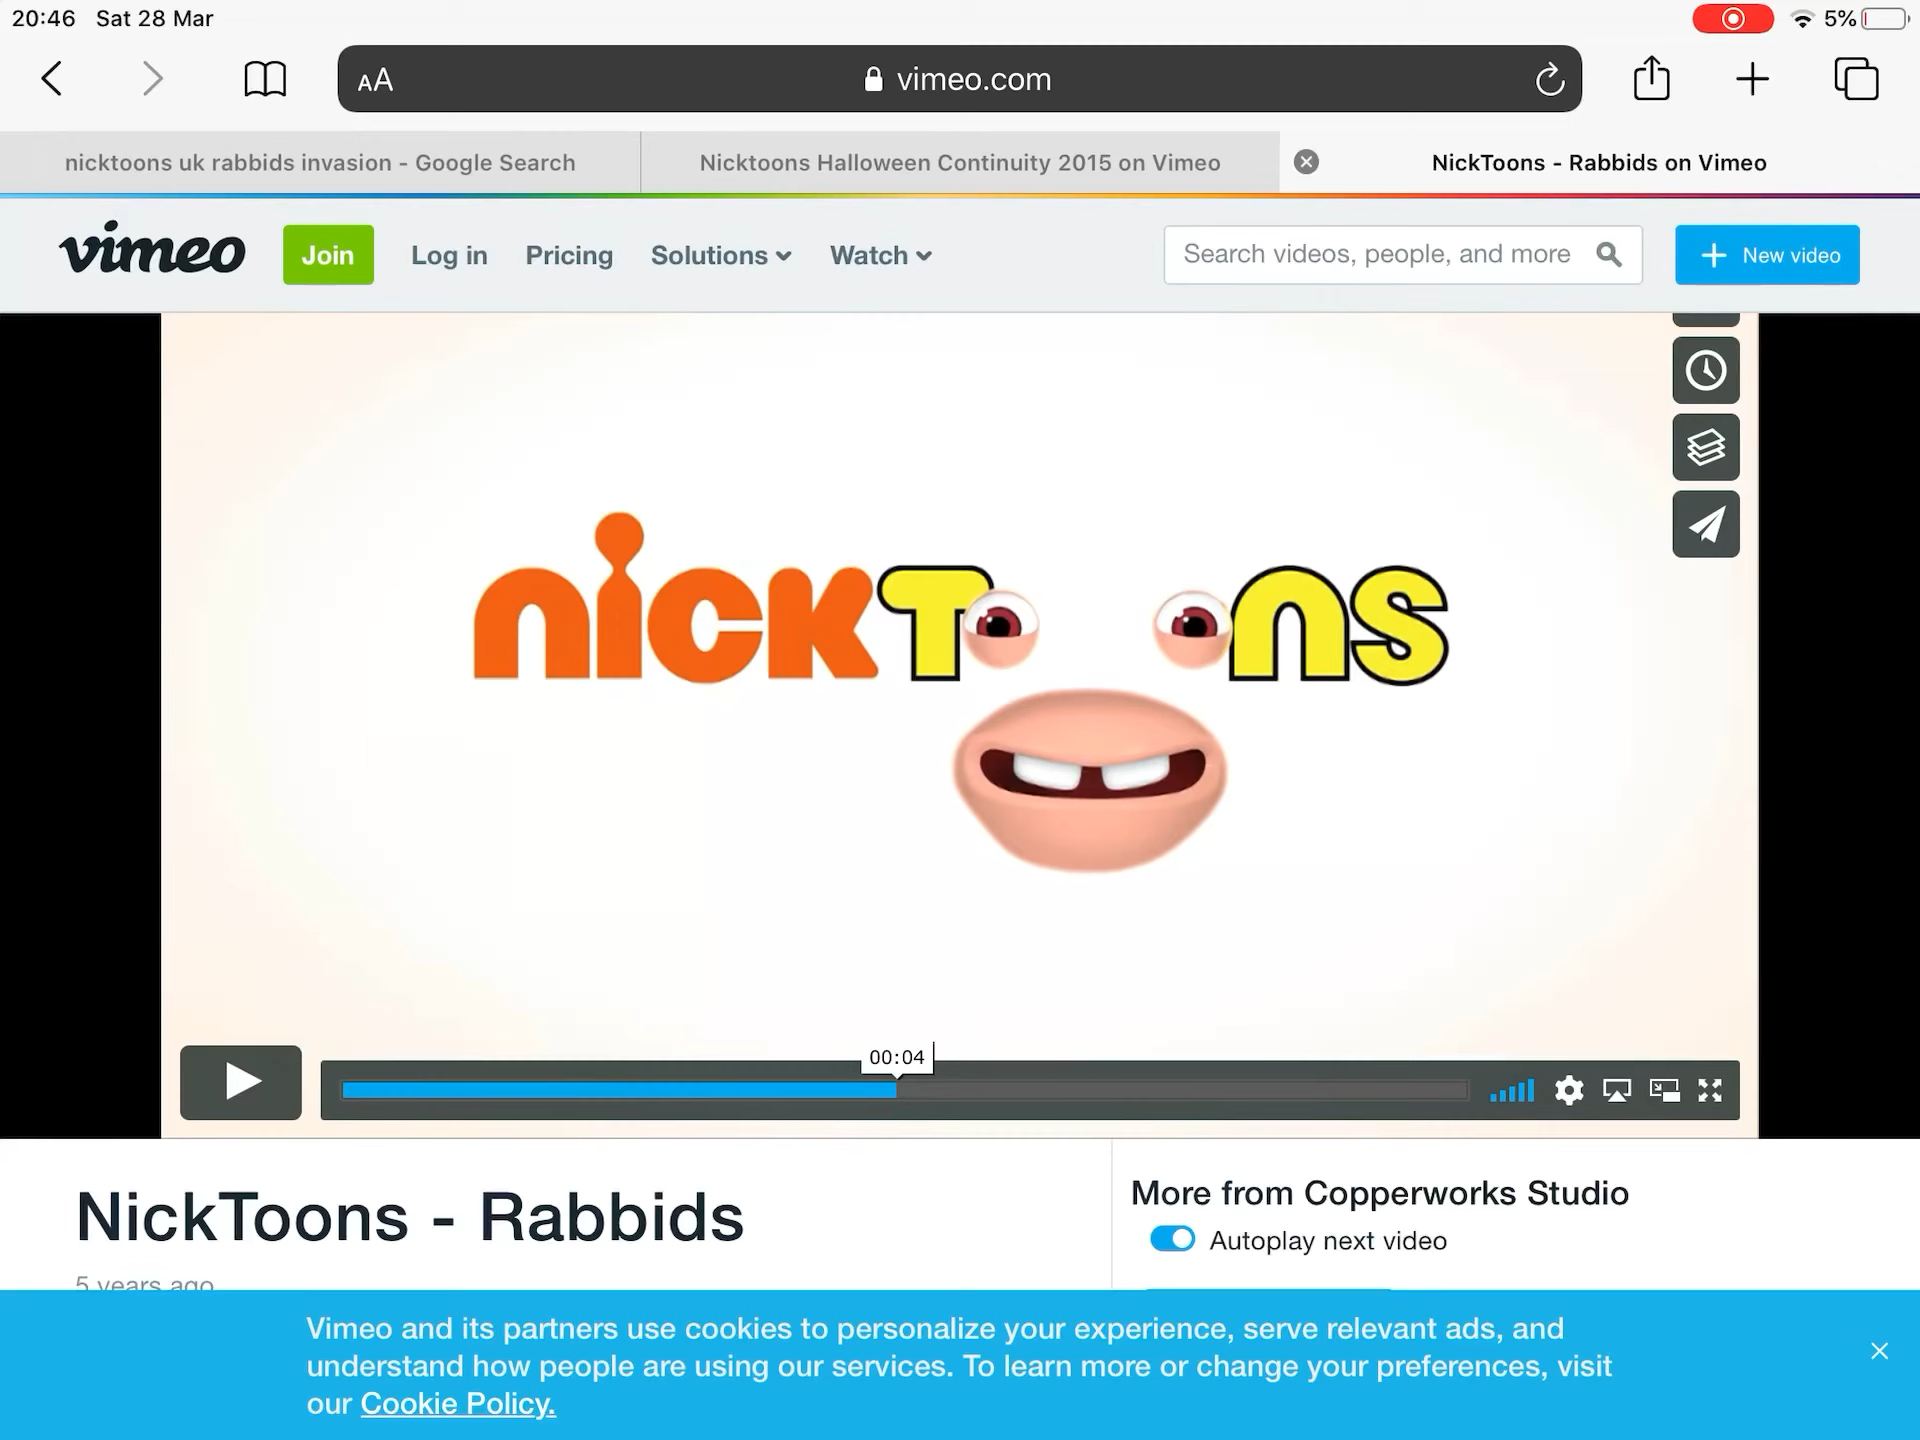 20:46 Sat 28 Mar
5%
AA
vimeo.com
nicktoons uk rabbids invasion - Google Search
Nicktoons Halloween Continuity 2015 on Vimeo
NickToons - Rabbids on Vimeo
vimeo
Join
Log in
Pricing
Solutions
Watch
Search videos, people, and more
New video
nickT ns
00:04
NickToons - Rabbids
5 years ago
More from Copperworks Studio
Autoplay next video
Vimeo and its partners use cookies to personalize your experience, serve relevant ads, and
understand how people are using our services. To learn more or change your preferences, visit
our Cookie Policy.